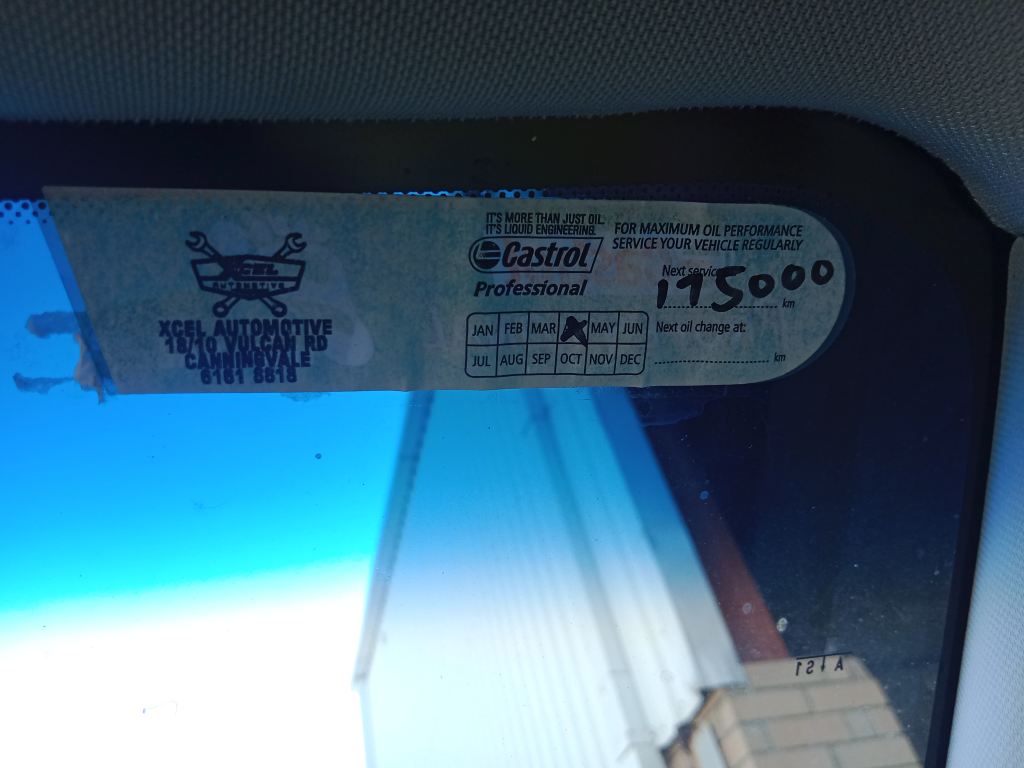 XCEL
AUTOMOTIVE
XCEL AUTOMOTIVE
18/10 VULCAN RD
CANNINGVALE
6161 8818
IT'S MORE THAN JUST OIL.
IT'S LIQUID ENGINEERING.
Castrol
Professional
JAN FEB MAR MAY JUN
JUL AUG SEP OCT NOV DEC
FOR MAXIMUM OIL PERFORMANCE
SERVICE YOUR VEHICLE REGULARLY
Next service
175000 km
Next oil change at:
km